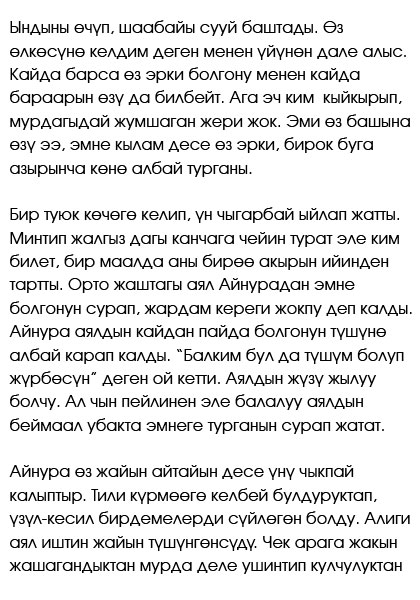 Ындыны өчүп, шаабайы сууй баштады. Өз
өлкөсүнө келдим деген менен үйүнөн дале алыс.
Кайда барса өз эрки болгону менен кайда
бараарын өзү да билбейт. Ага эч ким кыйкырып,
мурдагыдай жумшаган жери жок. Эми өз башына
өзү ээ, эмне кылам десе өз эрки, бирок буга
азырынча көнө албай турганы.

Бир туюк көчөгө келип, үн чыгарбай ыйлап жатты.
Минтип жалгыз дагы канчага чейин турат эле ким
билет, бир маалда аны бирөө акырын ийинден
тартты. Орто жаштагы аял Айнурадан эмне
болгонун сурап, жардам кереги жокпу деп калды.
Айнура аялдын кайдан пайда болгонун түшүнө
албай карап калды. “Балким бул да түшүм болуп
жүрбөсүн” деген ой кетти. Аялдын жүзү жылуу
болчу. Ал чын пейлинен эле балалуу аялдын
беймаал убакта эмнеге турганын сурап жатат.

Айнура өз жайын айтайын десе үнү чыкпай
калыптыр. Тили күрмөөгө келбей булдуруктап,
үзүл-кесил бирдемелерди сүйлөгөн болду. Алиги
аял иштин жайын түшүнгөнсүдү. Чек арага жакын
жашагандыктан мурда деле ушинтип кулчулуктан